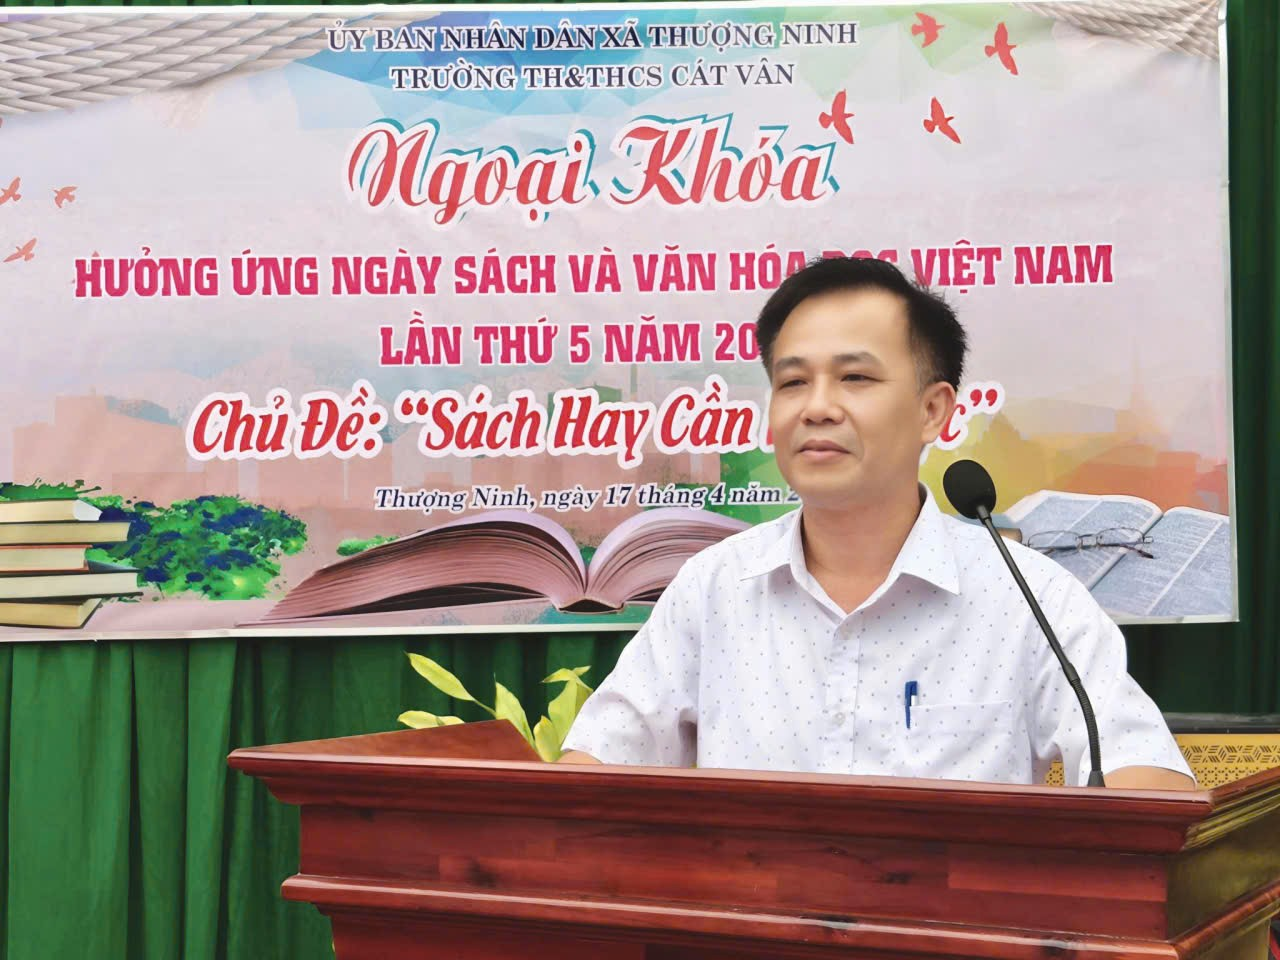 ỦY BAN NHÂN DÂN XÃ THƯỢNG NINH
TRƯỜNG TH&THCS CÁT VÂN
Ngoại Khóa
HƯỞNG ỨNG NGÀY SÁCH VÀ VĂN HÓA VIỆT NAM
LẦN THỨ 5 NĂM 20
Chủ Đề: “Sách Hay Cần ”
Thượng Ninh, ngày 17 tháng 4 năm 2